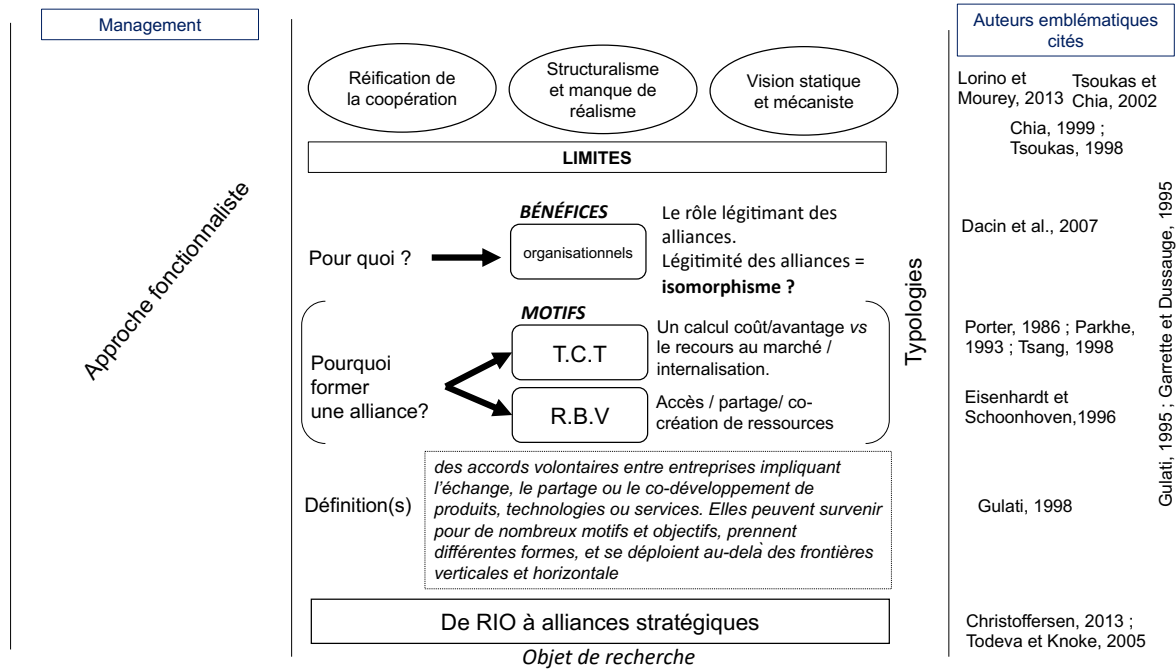 Management
Auteurs emblématiques
cités
Réification de
la coopération
Structuralisme
et manque de
réalisme
Vision statique
et mécaniste
Lorino et
Mourey, 2013
Tsoukas et
Chia, 2002
Chia, 1999 ;
Tsoukas, 1998
LIMITES
Approche fonctionnaliste
Pour quoi ?
BÉNÉFICES
organisationnels
Le rôle légitimant des
alliances.
Légitimité des alliances =
isomorphisme ?
Dacin et al., 2007
Pourquoi
former
une alliance?
MOTIFS
T.C.T
Un calcul coût/avantage vs
le recours au marché /
internalisation.
R.B.V
Accès / partage/ co-
création de ressources
Typologies
Porter, 1986 ; Parkhe,
1993 ; Tsang, 1998
Eisenhardt et
Schoonhoven,1996
Gulati, 1995 ; Garrette et Dussauge, 1995
Définition(s)
des accords volontaires entre entreprises impliquant
l'échange, le partage ou le co-développement de
produits, technologies ou services. Elles peuvent survenir
pour de nombreux motifs et objectifs, prennent
différentes formes, et se déploient au-delà des frontières
verticales et horizontale
Gulati, 1998
De RIO à alliances stratégiques
Objet de recherche
Christoffersen, 2013 ;
Todeva et Knoke, 2005